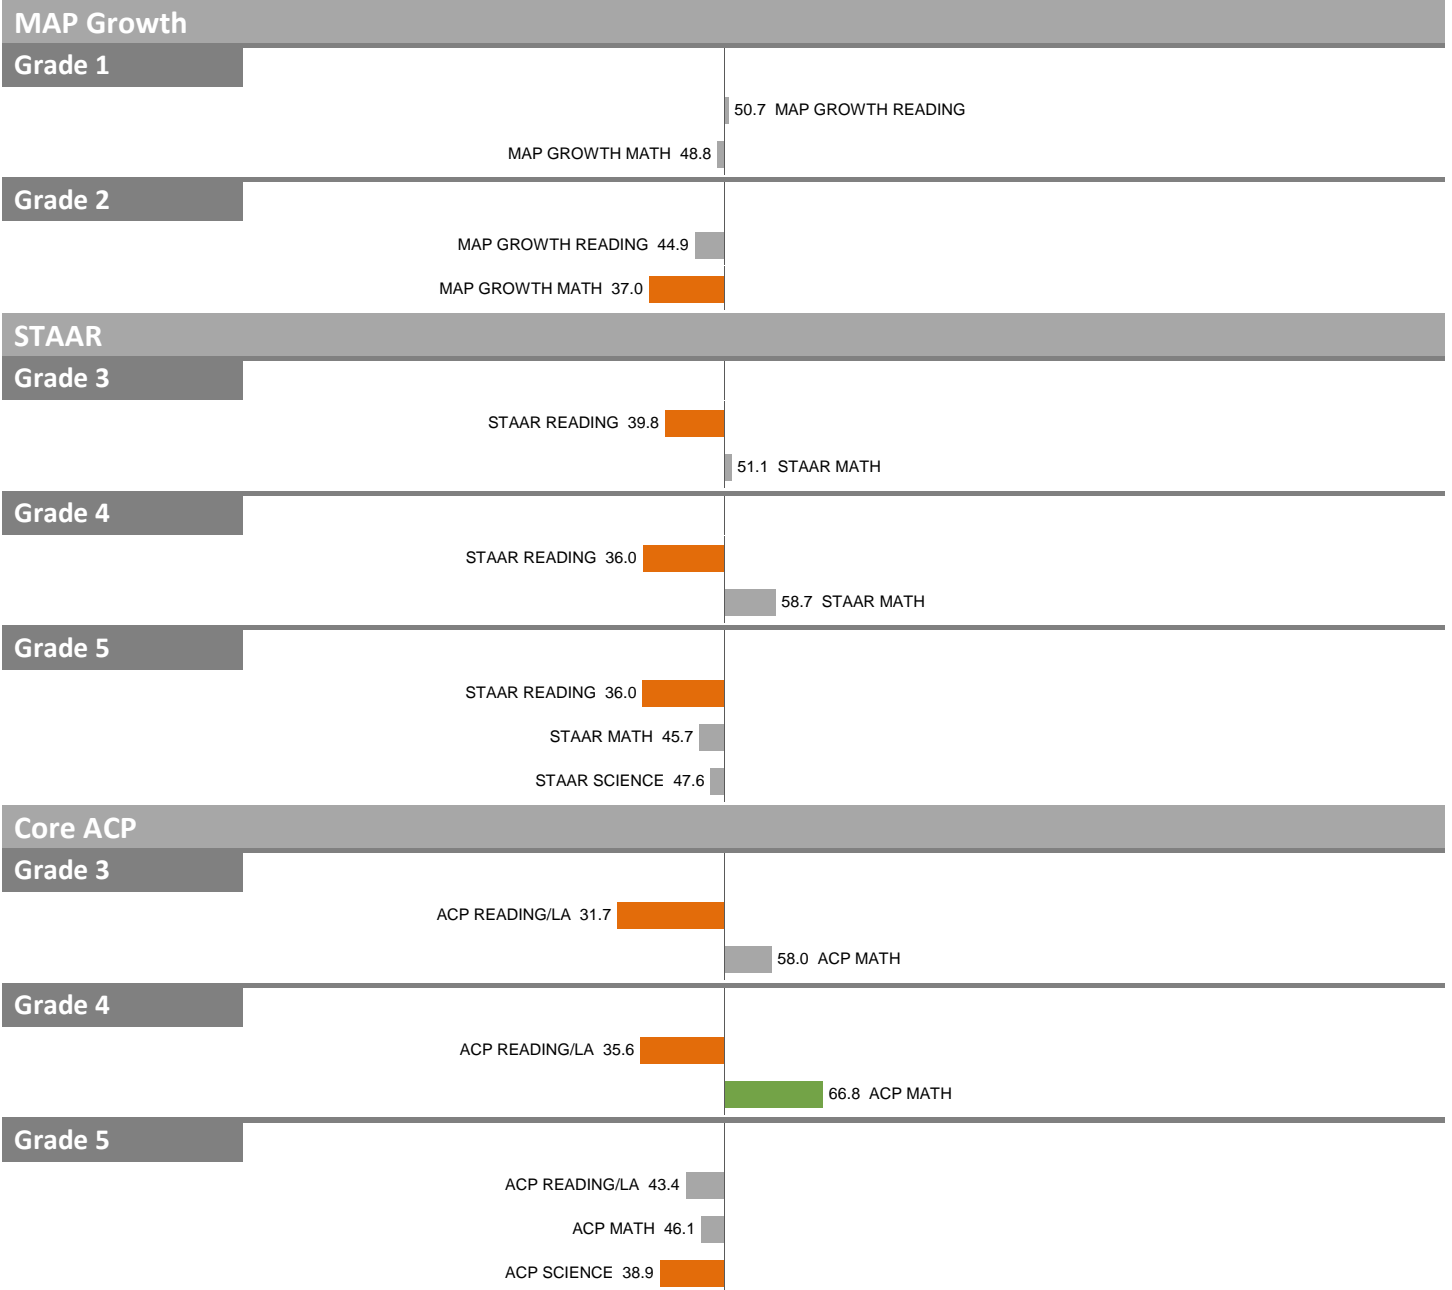 MAP Growth
Grade 1
50.7 MAP GROWTH READING
MAP GROWTH MATH 48.8
Grade 2
MAP GROWTH READING 44.9
MAP GROWTH MATH 37.0
STAAR
Grade 3
STAAR READING 39.8
51.1 STAAR MATH
Grade 4
STAAR READING 36.0
58.7 STAAR MATH
Grade 5
STAAR READING 36.0
STAAR MATH 45.7
STAAR SCIENCE 47.6
Core ACP
Grade 3
ACP READING/LA 31.7
58.0 ACP MATH
Grade 4
ACP READING/LA 35.6
66.8 ACP MATH
Grade 5
ACP READING/LA 43.4
ACP MATH 46.1
ACP SCIENCE 38.9